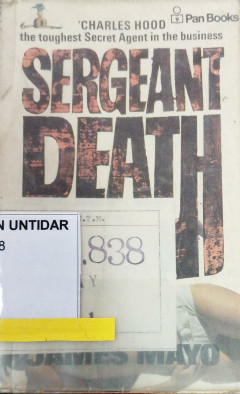 'CHARLES HOOD
Pan Books
the toughest Secret Agent in the business
SERGEANT
DEATH
N UNTIDAR
8
838
Y
JAMES MAYO